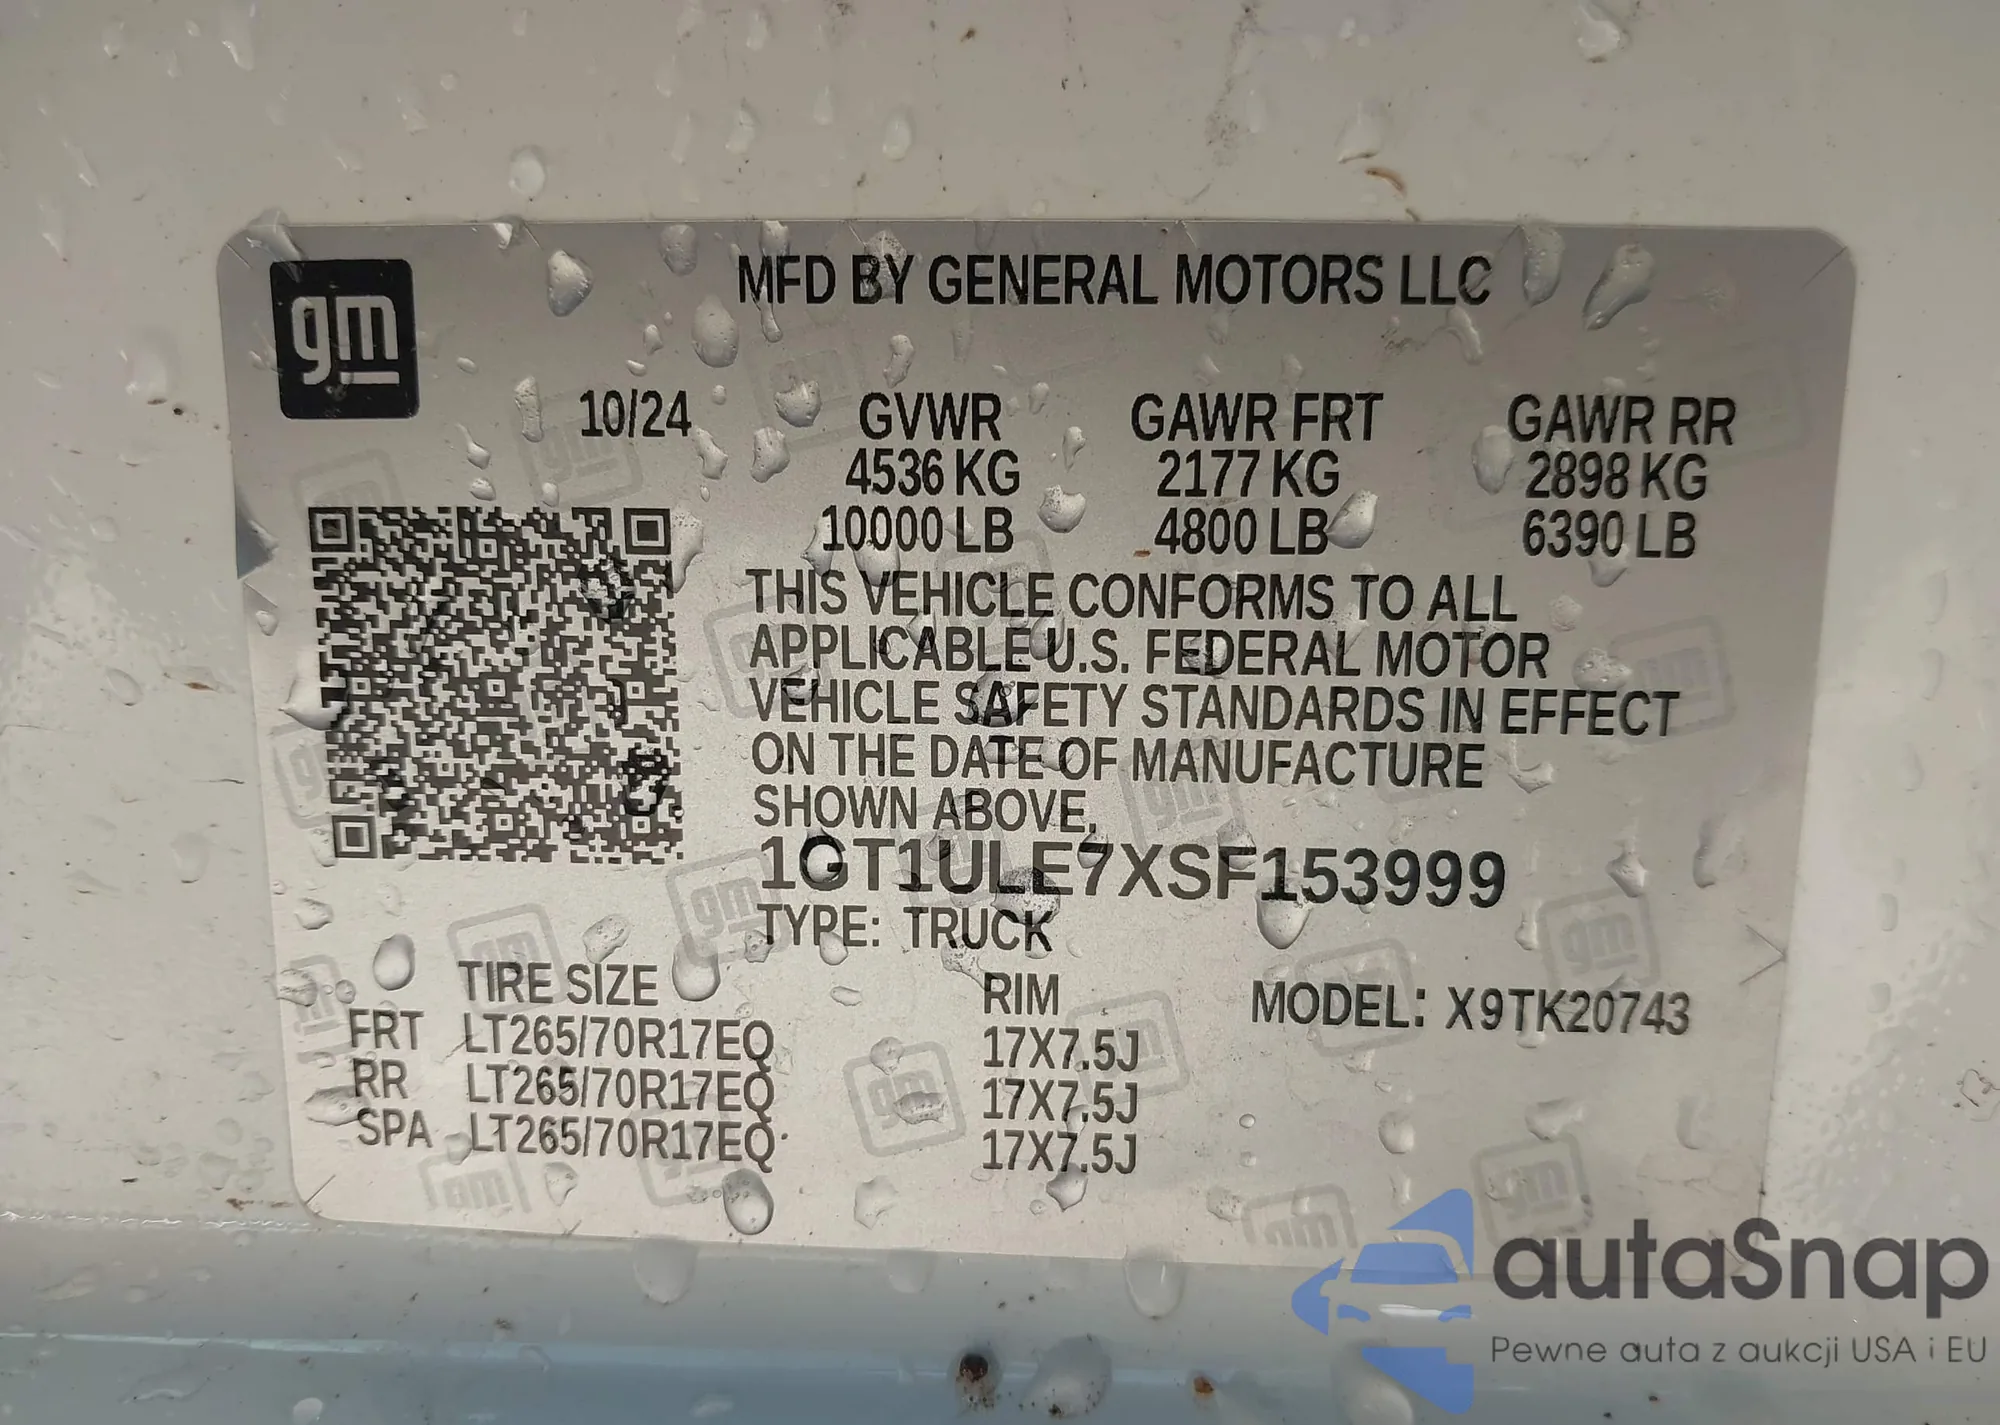 gm
MFD BY GENERAL MOTORS LLC
10/24 GVWR GAWR FRT GAWR RR
4536 KG 2177 KG 2898 KG
10000 LB 4800 LB 6390 LB
THIS VEHICLE CONFORMS TO ALL
APPLICABLE U.S. FEDERAL MOTOR
VEHICLE SAFETY STANDARDS IN EFFECT
ON THE DATE OF MANUFACTURE
SHOWN ABOVE.
1GT1ULE7XSF153999
TYPE: TRUCK
TIRE SIZE RIM MODEL: X9TK20743
FRT LT265/70R17EQ 17X7.5J
RR LT265/70R17EQ 17X7.5J
SPA LT265/70R17EQ 17X7.5J
autaSnap
Pewne auta z aukcji USA i EU